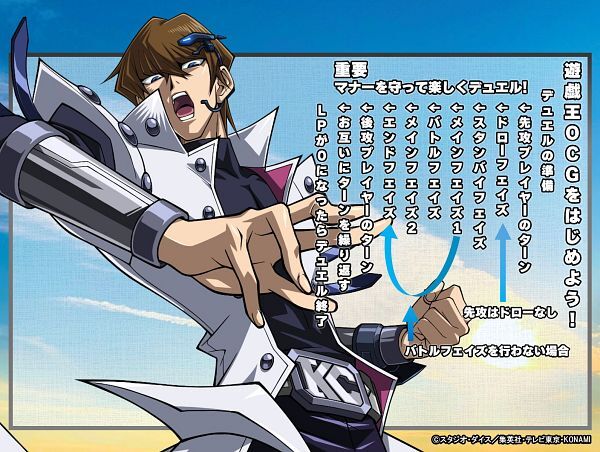 遊戯王OCGをはじめよう!
デュエルの準備
←先攻プレイヤーのターン
←ドローフェイズ
←スタンバイフェイズ
←メインフェイズ1
←バトルフェイズ
←メインフェイズ2
←エンドフェイズ
←後攻プレイヤーのターン
←お互いにターンを繰り返す
LPが0になったらデュエル終了
重要
マナーを守って楽しくデュエル!
先攻はドローなし
バトルフェイズを行わない場合
KC
©スタジオ・ダイス/集英社・テレビ東京・KONAMI